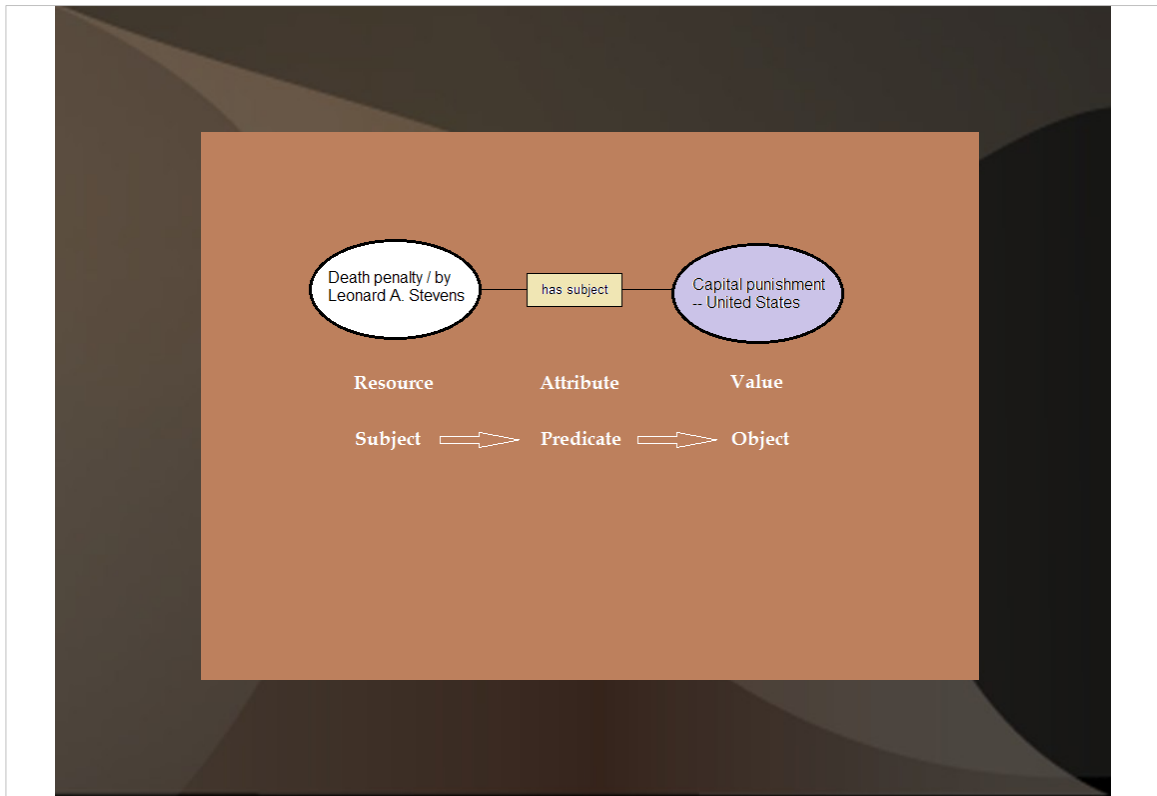 Death penalty / by
Leonard A. Stevens
has subject
Capital punishment
-- United States
Resource Attribute Value
Subject Predicate Object